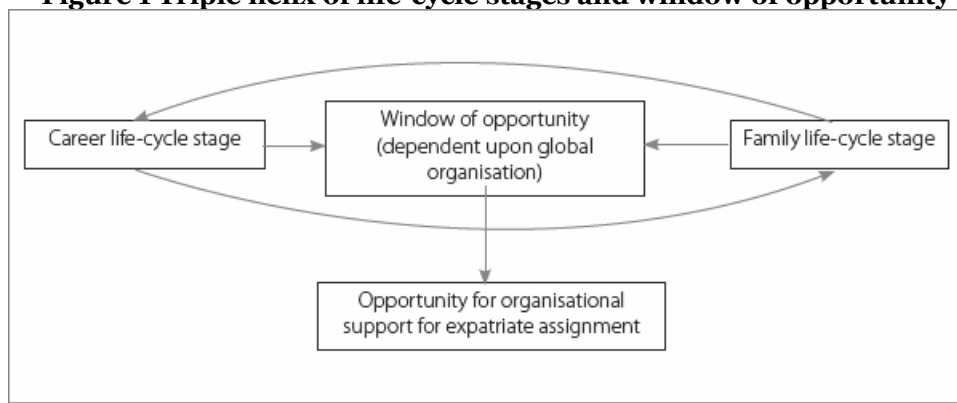 Figure 1 Triple helix of life-cycle stages and window of opportunity
Career life-cycle stage
Window of opportunity
(dependent upon global
organisation)
Family life-cycle stage
Opportunity for organisational
support for expatriate assignment